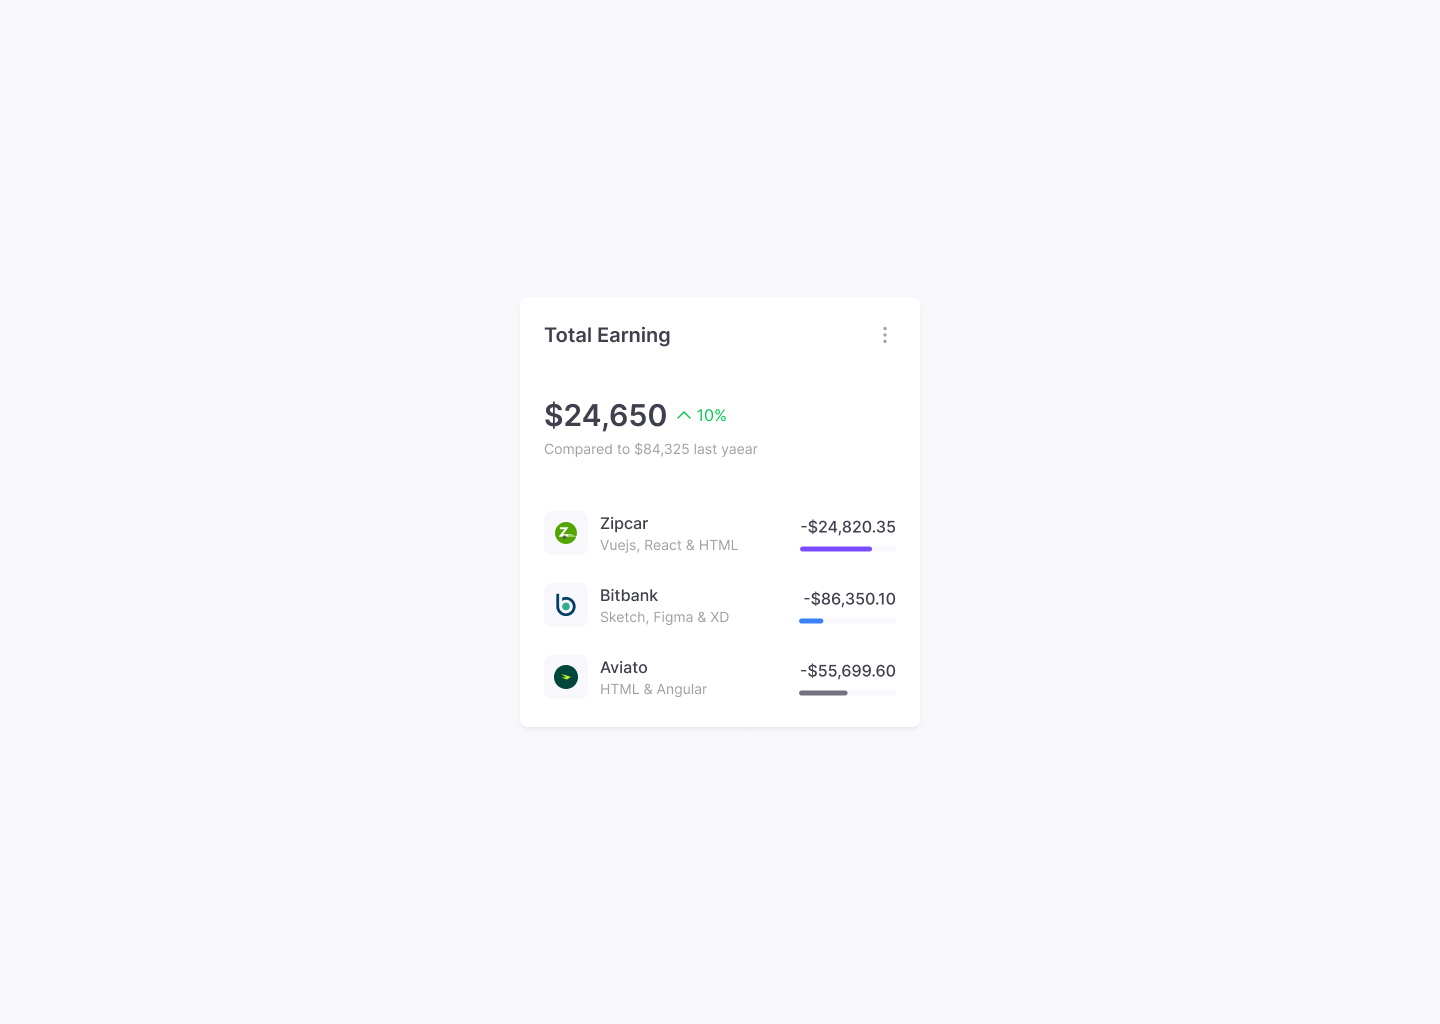 Total Earning
$24,650 10%
Compared to $84,325 last yaear
Zipcar
Vuejs, React & HTML
-$24,820.35
Bitbank
Sketch, Figma & XD
-$86,350.10
Aviato
HTML & Angular
-$55,699.60